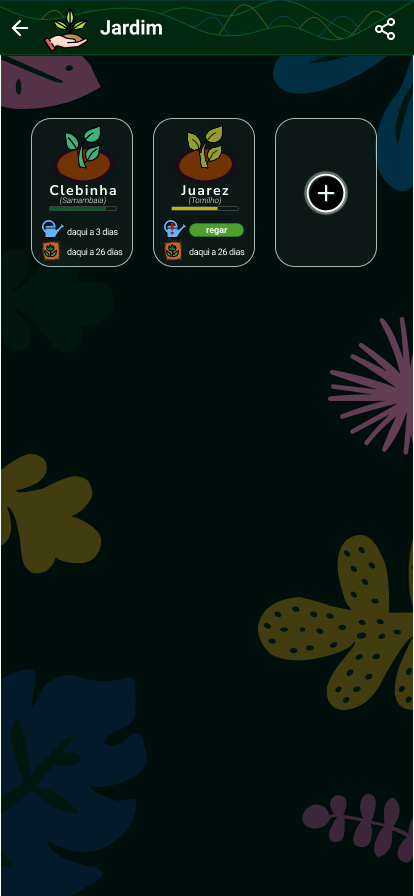 Jardim
Clebinha
(Samambaia)
daqui a 3 dias
daqui a 26 dias
Juarez
(Tomilho)
regar
daqui a 26 dias